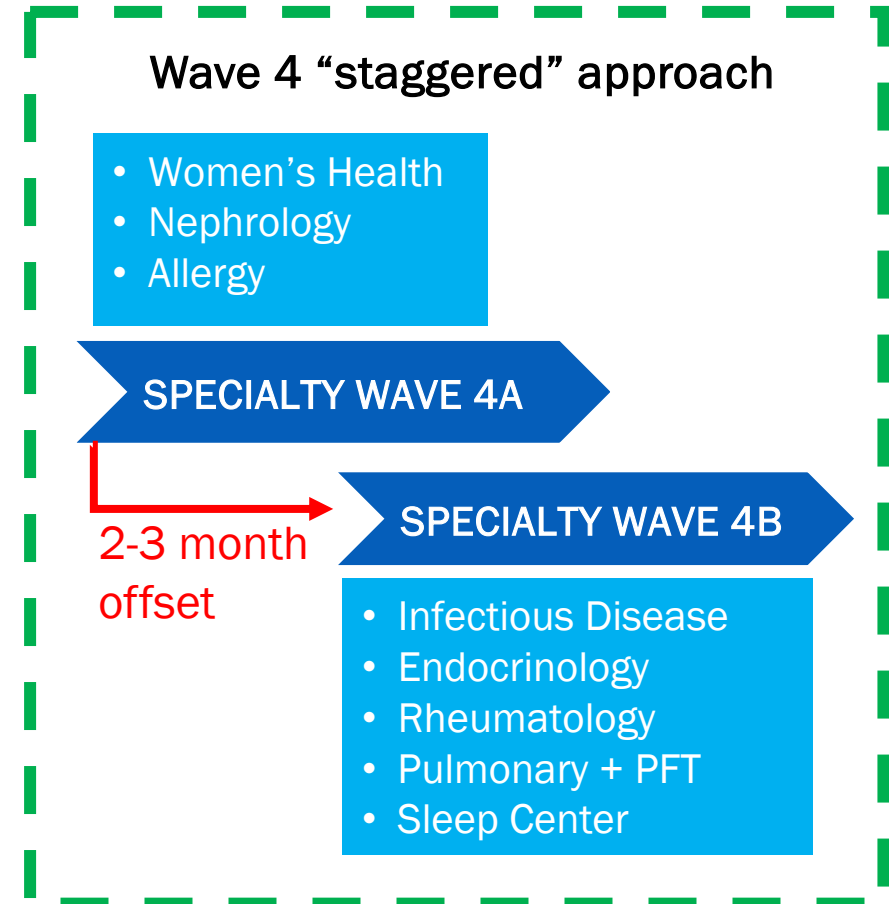 Wave 4 “staggered” approach
• Women’s Health
• Nephrology
• Allergy
SPECIALTY WAVE 4A
2-3 month
offset
SPECIALTY WAVE 4B
• Infectious Disease
• Endocrinology
• Rheumatology
• Pulmonary + PFT
• Sleep Center